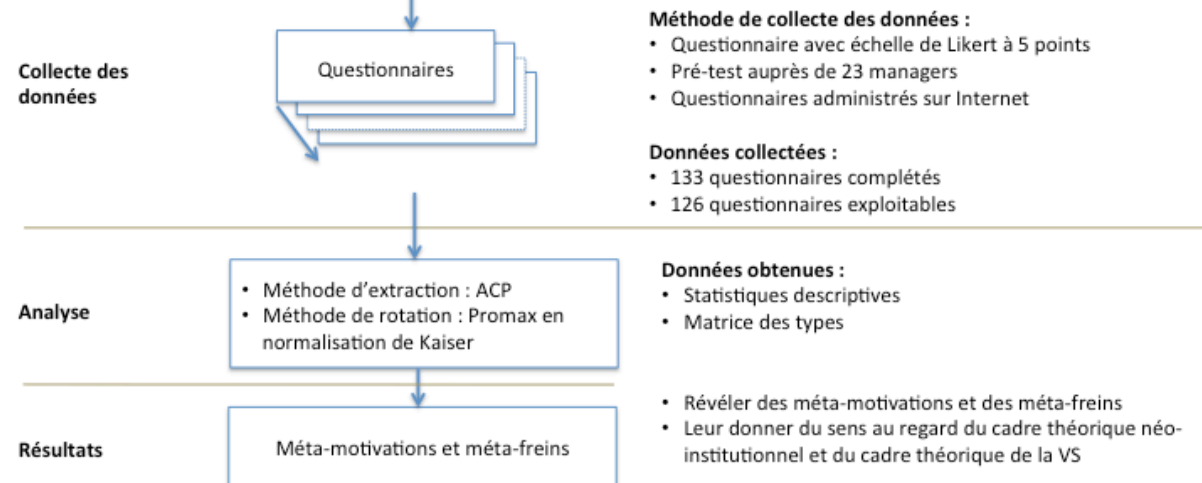 Collecte des
données
Questionnaires
Méthode de collecte des données :
• Questionnaire avec échelle de Likert à 5 points
• Pré-test auprès de 23 managers
• Questionnaires administrés sur Internet
Données collectées :
• 133 questionnaires complétés
• 126 questionnaires exploitables
Analyse
• Méthode d'extraction : ACP
• Méthode de rotation : Promax en
normalisation de Kaiser
Données obtenues :
• Statistiques descriptives
• Matrice des types
Résultats
Méta-motivations et méta-freins
• Révéler des méta-motivations et des méta-freins
• Leur donner du sens au regard du cadre théorique néo-
institutionnel et du cadre théorique de la VS